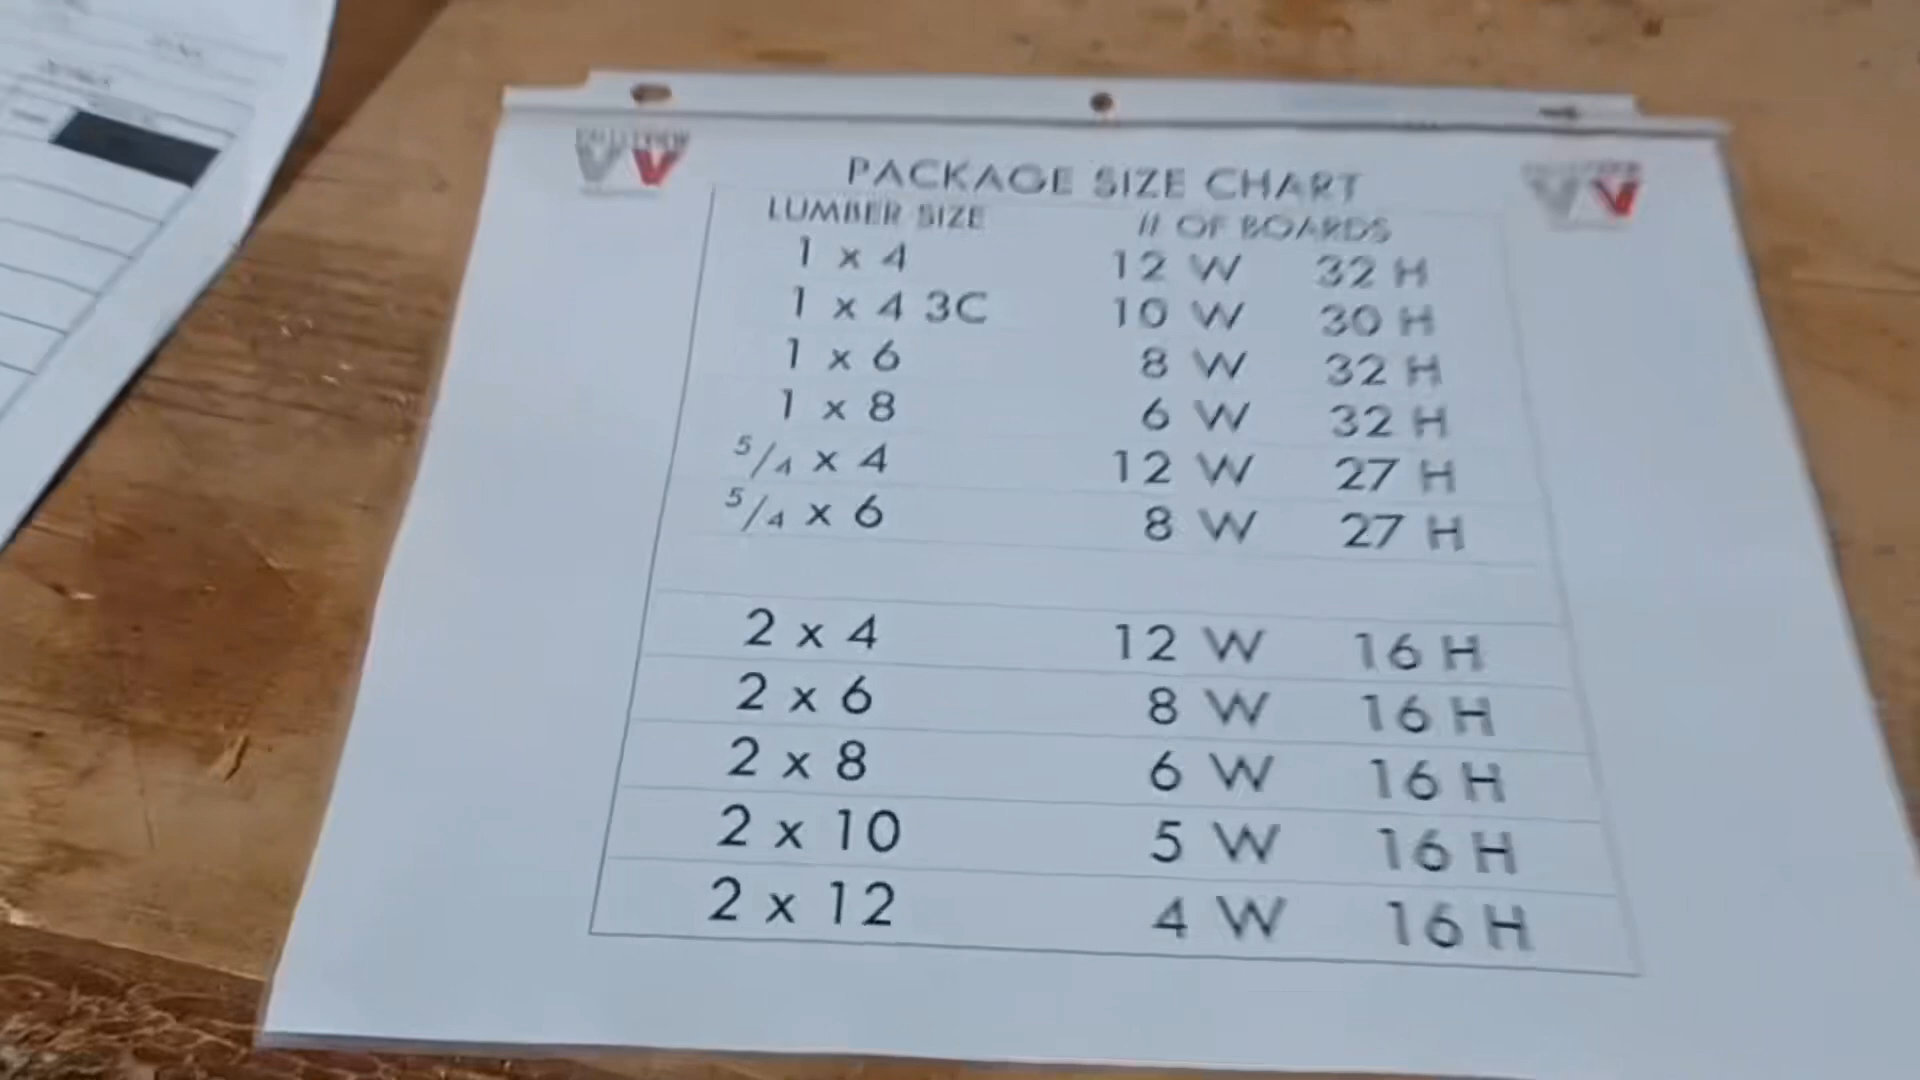 PACKAGE SIZE CHART
LUMBER SIZE # OF BOARDS
1 x 4 12 W 32 H
1 x 4 3C 10 W 30 H
1 x 6 8 W 32 H
1 x 8 6 W 32 H
5/4 x 4 12 W 27 H
5/4 x 6 8 W 27 H
2 x 4 12 W 16 H
2 x 6 8 W 16 H
2 x 8 6 W 16 H
2 x 10 5 W 16 H
2 x 12 4 W 16 H